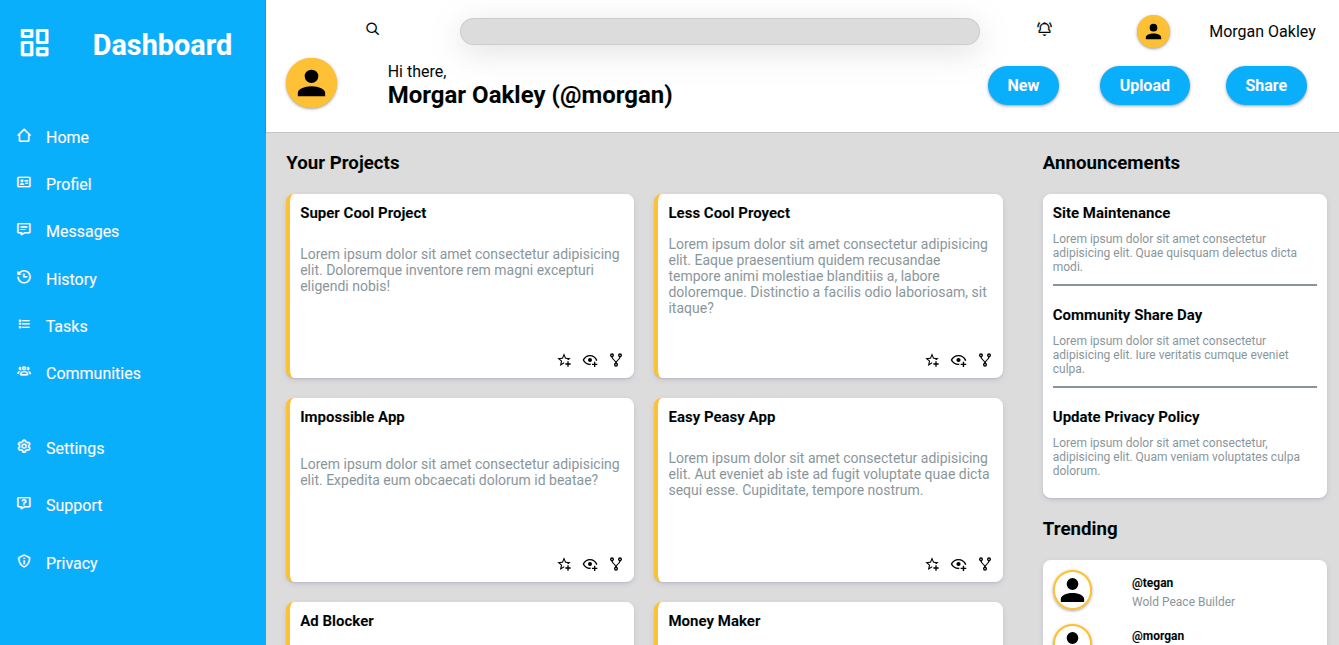 Dashboard
Home
Profiel
Messages
History
Tasks
Communities
Settings
Support
Privacy
Morgan Oakley
Hi there,
Morgar Oakley (@morgan)
New
Upload
Share
Your Projects
Super Cool Project
Lorem ipsum dolor sit amet consectetur adipisicing
elit. Doloremque inventore rem magni excepturi
eligendi nobis!
Less Cool Proyect
Lorem ipsum dolor sit amet consectetur adipisicing
elit. Eaque praesentium quidem recusandae
tempore animi molestiae blanditiis a, labore
doloremque. Distinctio a facilis odio laboriosam, sit
itaque?
Impossible App
Lorem ipsum dolor sit amet consectetur adipisicing
elit. Expedita eum obcaecati dolorum id beatae?
Easy Peasy App
Lorem ipsum dolor sit amet consectetur adipisicing
elit. Aut eveniet ab iste ad fugit voluptate quae dicta
sequi esse. Cupiditate, tempore nostrum.
Ad Blocker
Money Maker
Announcements
Site Maintenance
Lorem ipsum dolor sit amet consectetur
adipisicing elit. Quae quisquam delectus dicta
modi.
Community Share Day
Lorem ipsum dolor sit amet consectetur
adipisicing elit. Iure veritatis cumque eveniet
culpa.
Update Privacy Policy
Lorem ipsum dolor sit amet consectetur,
adipisicing elit. Quam veniam voluptates culpa
dolorum.
Trending
@tegan
Wold Peace Builder
@morgan